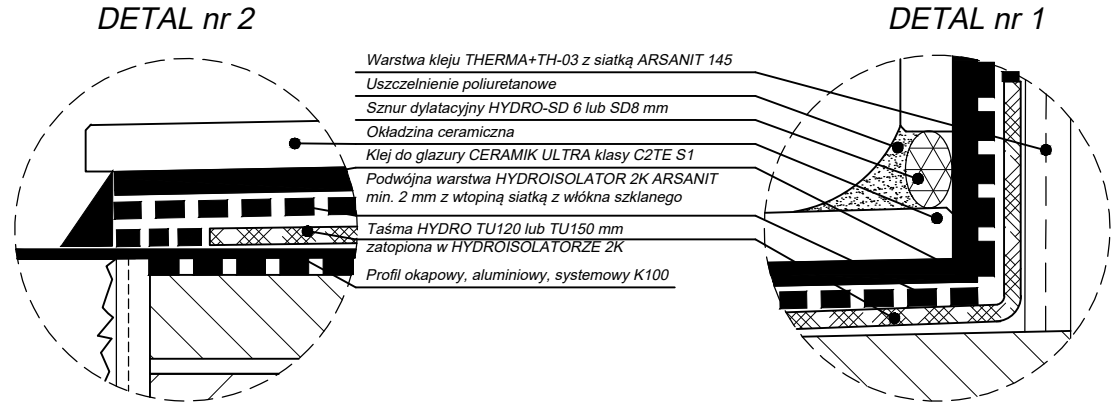 DETAL nr 2
DETAL nr 1
Warstwa kleju THERMA+TH-03 z siatką ARSANIT 145
Uszczelnienie poliuretanowe
Sznur dylatacyjny HYDRO-SD 6 lub SD8 mm
Okładzina ceramiczna
Klej do glazury CERAMIK ULTRA klasy C2TE S1
Podwójna warstwa HYDROISOLATOR 2K ARSANIT
min. 2 mm z wtopiną siatką z włókna szklanego
Taśma HYDRO TU120 lub TU150 mm
zatopiona w HYDROISOLATORZE 2K
Profil okapowy, aluminiowy, systemowy K100